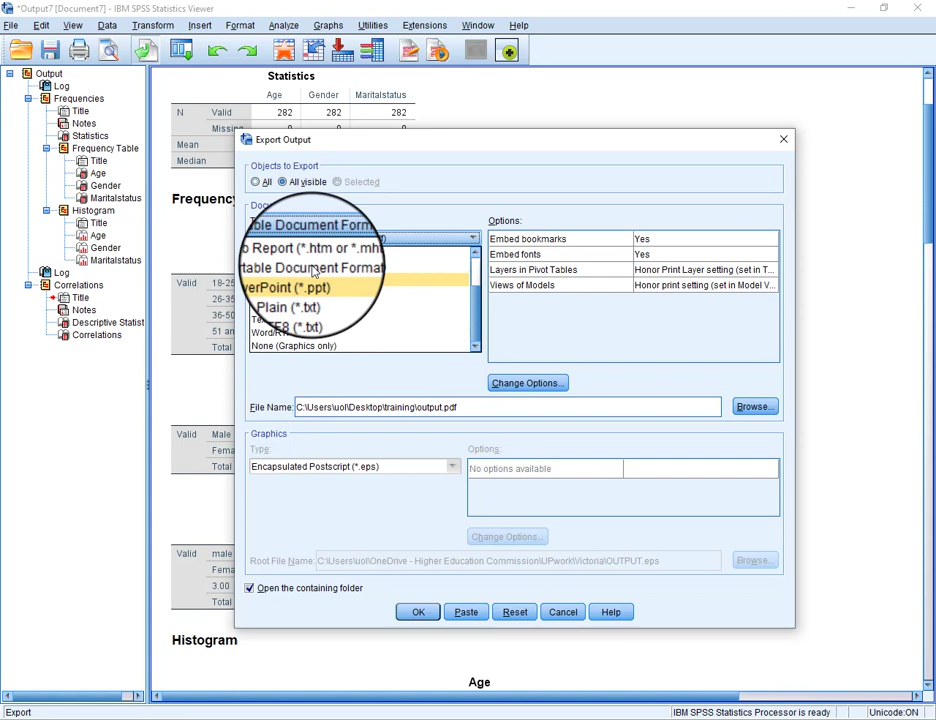 *Output7 [Document7] - IBM SPSS Statistics Viewer
File Edit View Data Transform Insert Format Analyze Graphs Utilities Extensions Window Help
Output
Log
Frequencies
Title
Notes
Statistics
Frequency Table
Title
Age
Gender
Maritalstatus
Histogram
Title
Age
Gender
Maritalstatus
Log
Correlations
Title
Notes
Descriptive Statist
Correlations
Statistics
Age Gender Maritalstatus
N Valid 282 282 282
Missing
Mean
Median
Frequency
Valid 18-25
26-35
36-50
51 an
Total
Valid Male
Fema
Total
Valid male
Fema
3.00
Total
Histogram
Age
Export Output
Objects to Export
All All visible Selected
Docu
ble Document Form
b Report (*.htm or *.mh
rtable Document Format
verPoint (*.ppt)
Plain (*.txt)
F8 (*.txt)
Word/R
None (Graphics only)
Options:
Embed bookmarks Yes
Embed fonts Yes
Layers in Pivot Tables Honor Print Layer setting (set in T...
Views of Models Honor print setting (set in Model V...
Change Options...
File Name: C:\Users\uol\Desktop\training\output.pdf Browse...
Graphics
Type:
Encapsulated Postscript (*.eps)
Options:
No options available
Change Options...
Root File Name: C:\Users\uol\OneDrive - Higher Education Commission\UPwork\Victoria\OUTPUT.eps Browse...
Open the containing folder
OK Paste Reset Cancel Help
Export IBM SPSS Statistics Processor is ready Unicode:ON